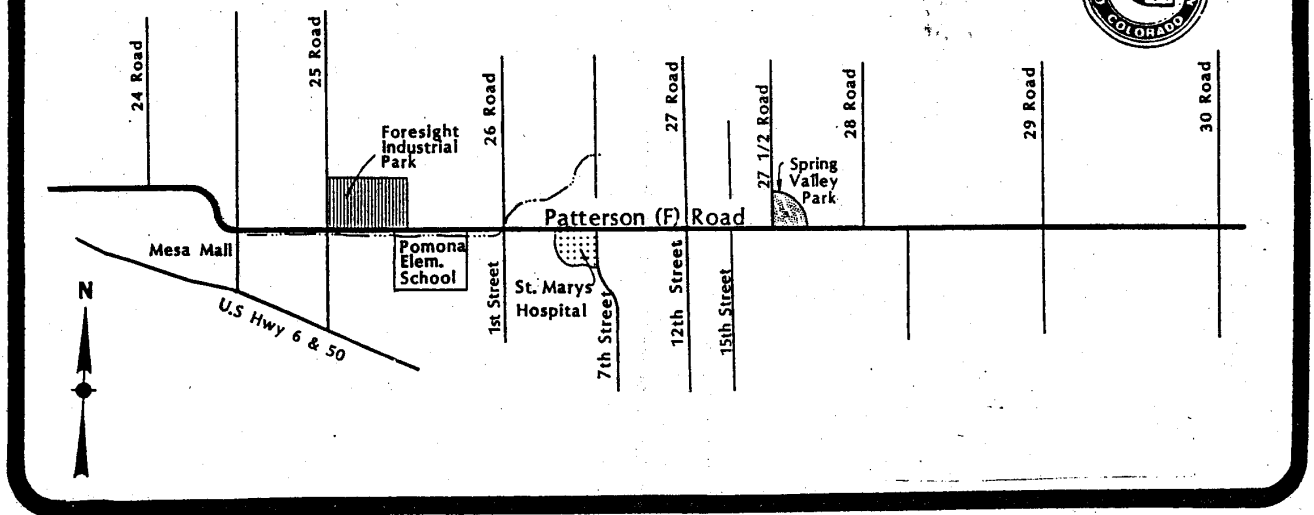 COLORADO
24 Road
25 Road
26 Road
27 Road
27 1/2 Road
28 Road
29 Road
30 Road
Foresight
Industrial
Park
Spring
Valley
Park
Patterson (F) Road
Mesa Mall
Pomona
Elem.
School
1st Street
St. Marys
Hospital
7th Street
12th Street
15th Street
U.S Hwy 6 & 50
N